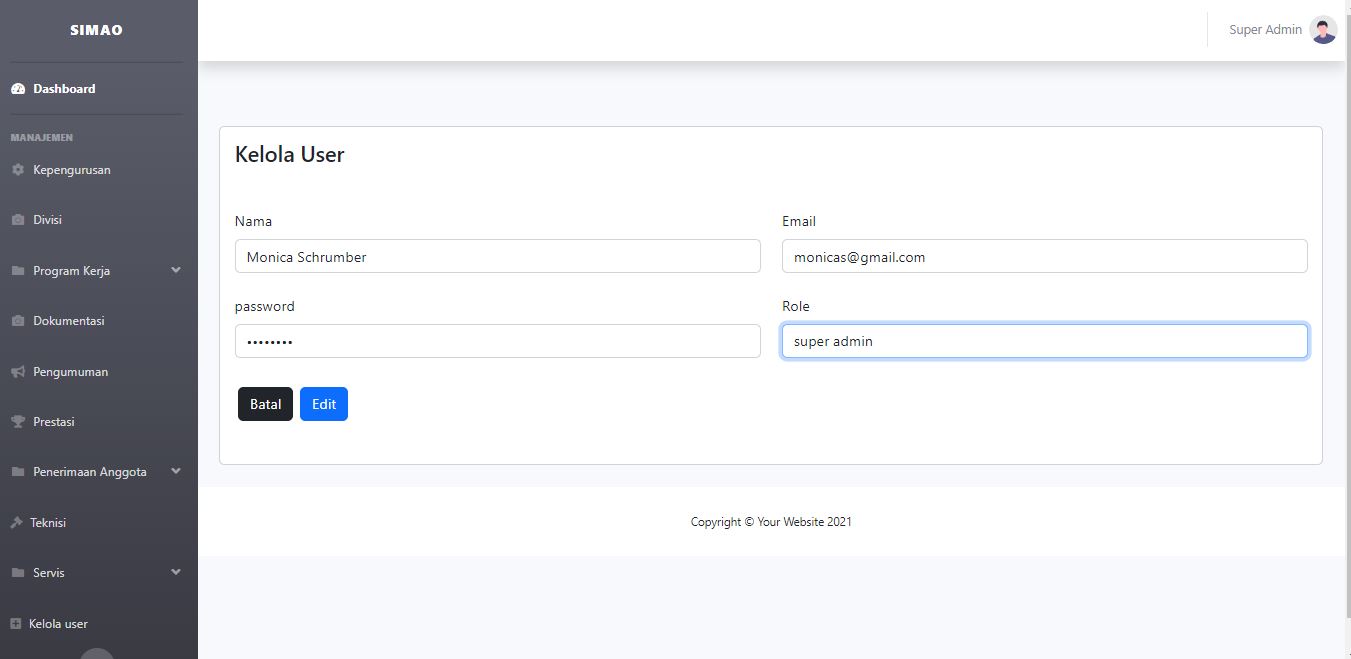 SIMAO
Super Admin
Dashboard
MANAJEMEN
Kepengurusan
Divisi
Program Kerja
Dokumentasi
Pengumuman
Prestasi
Penerimaan Anggota
Teknisi
Servis
Kelola user
Kelola User
Nama
Email
Monica Schrumber
monicas@gmail.com
password
Role
••••••••
super admin
Batal
Edit
Copyright © Your Website 2021